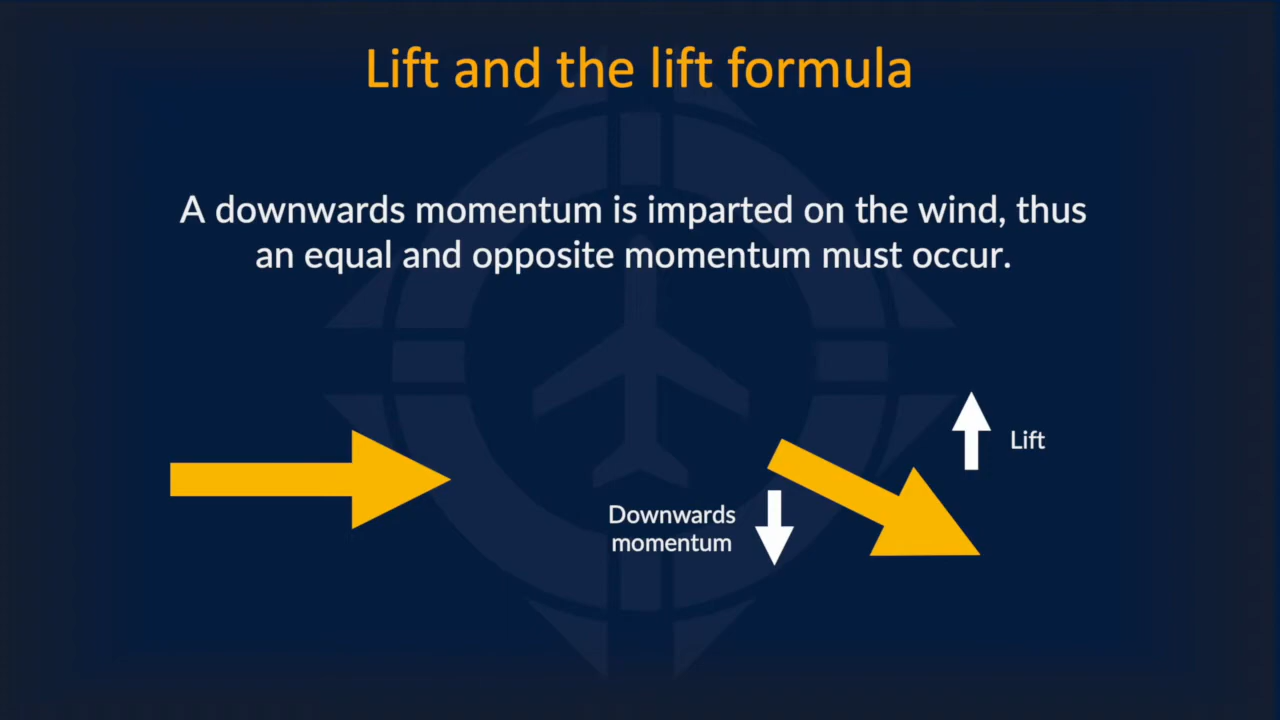 Lift and the lift formula
A downwards momentum is imparted on the wind, thus
an equal and opposite momentum must occur.
Lift
Downwards
momentum